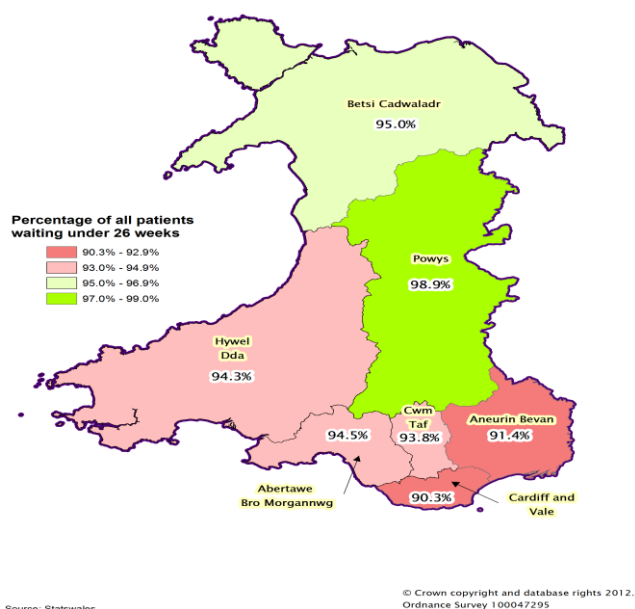 Betsi Cadwaladr
95.0%
Percentage of all patients
waiting under 26 weeks
90.3% - 92.9%
93.0% - 94.9%
95.0% - 96.9%
97.0% - 99.0%
Powys
98.9%
Hywel
Dda
94.3%
Cwm
Taf
93.8%
Aneurin Bevan
91.4%
94.5%
Abertawe
Bro Morgannwg
90.3%
Cardiff and
Vale
© Crown copyright and database rights 2012.
Ordnance Survey 100047295
Source: Statswales